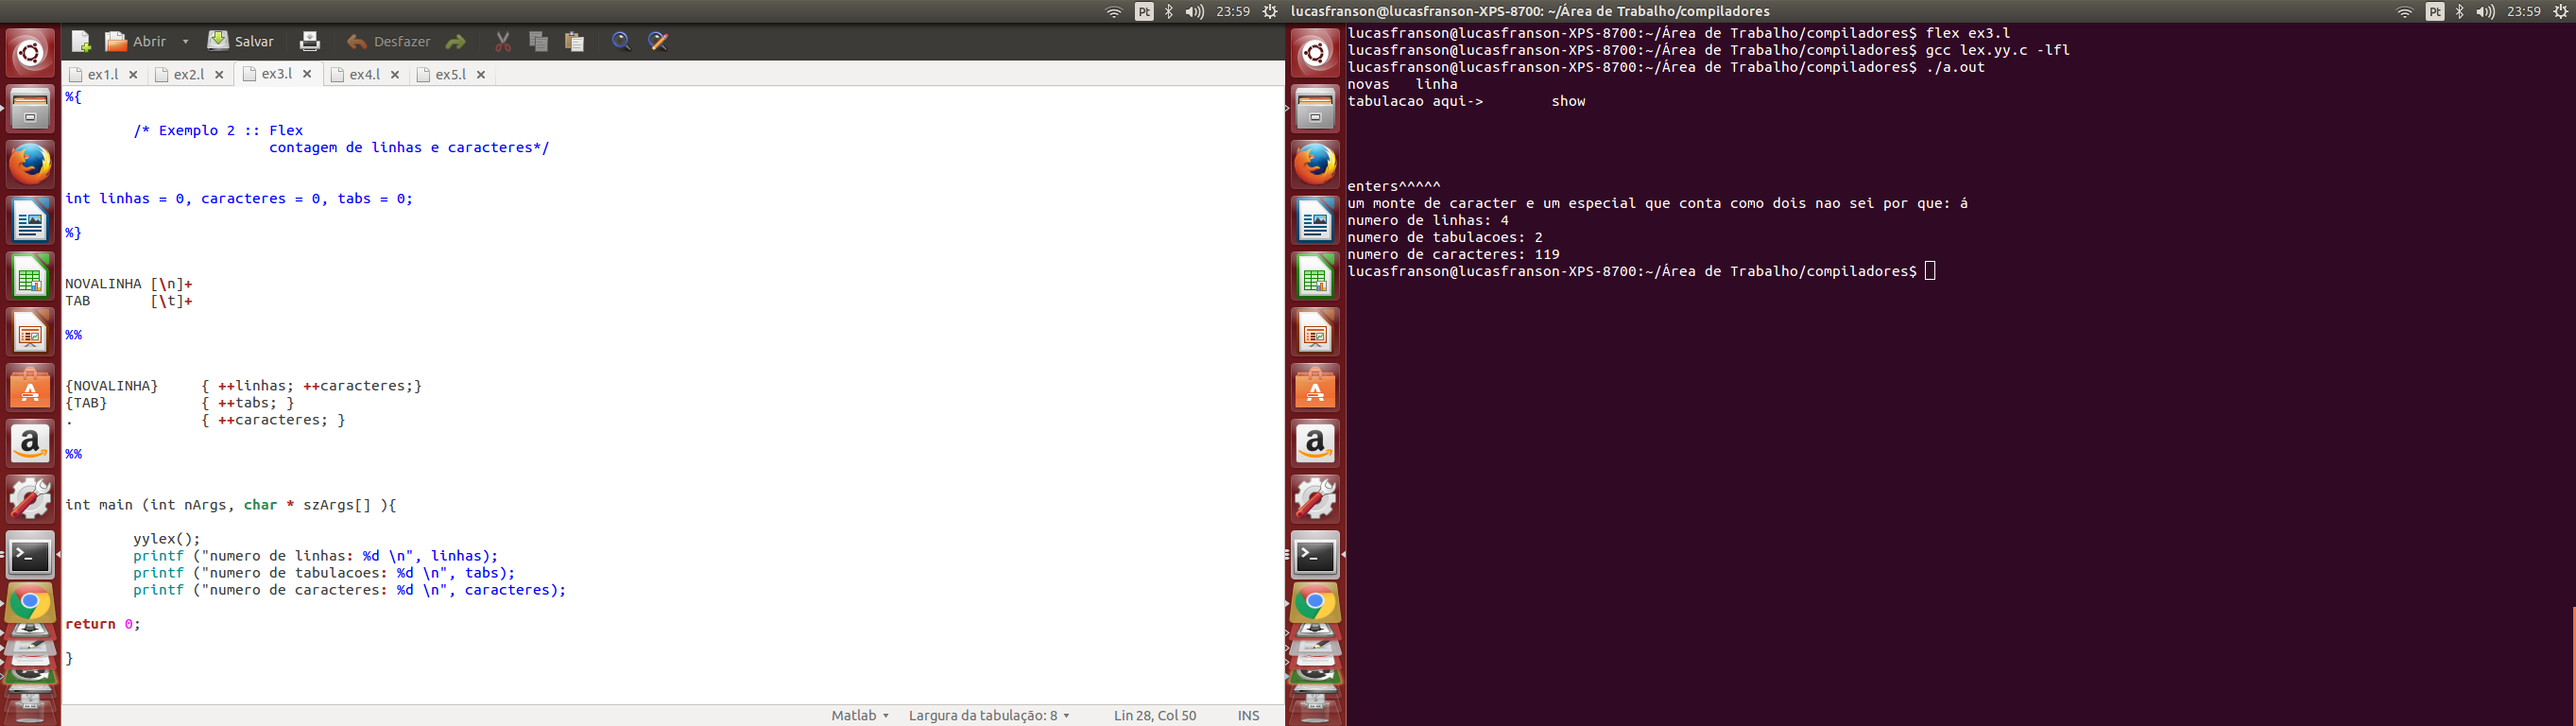 Pt 23:59
Abrir Salvar Desfazer
ex1.l ex2.l ex3.l ex4.l ex5.l
%{
/* Exemplo 2 :: Flex
contagem de linhas e caracteres*/
int linhas = 0, caracteres = 0, tabs = 0;
%}
NOVALINHA [\n]+
TAB [\t]+
%%
{NOVALINHA} { ++linhas; ++caracteres;}
{TAB} { ++tabs; }
. { ++caracteres; }
%%
int main (int nArgs, char * szArgs[] ){
yylex();
printf ("numero de linhas: %d \n", linhas);
printf ("numero de tabulacoes: %d \n", tabs);
printf ("numero de caracteres: %d \n", caracteres);
return 0;
}
Matlab Largura da tabulação: 8 Lin 28, Col 50 INS
lucasfranson@lucasfranson-XPS-8700: ~/Área de Trabalho/compiladores Pt 23:59
lucasfranson@lucasfranson-XPS-8700:~/Área de Trabalho/compiladores$ flex ex3.l
lucasfranson@lucasfranson-XPS-8700:~/Área de Trabalho/compiladores$ gcc lex.yy.c -lfl
lucasfranson@lucasfranson-XPS-8700:~/Área de Trabalho/compiladores$ ./a.out
novas linha
tabulacao aqui-> show
enters^^^^^
um monte de caracter e um especial que conta como dois nao sei por que: á
numero de linhas: 4
numero de tabulacoes: 2
numero de caracteres: 119
lucasfranson@lucasfranson-XPS-8700:~/Área de Trabalho/compiladores$